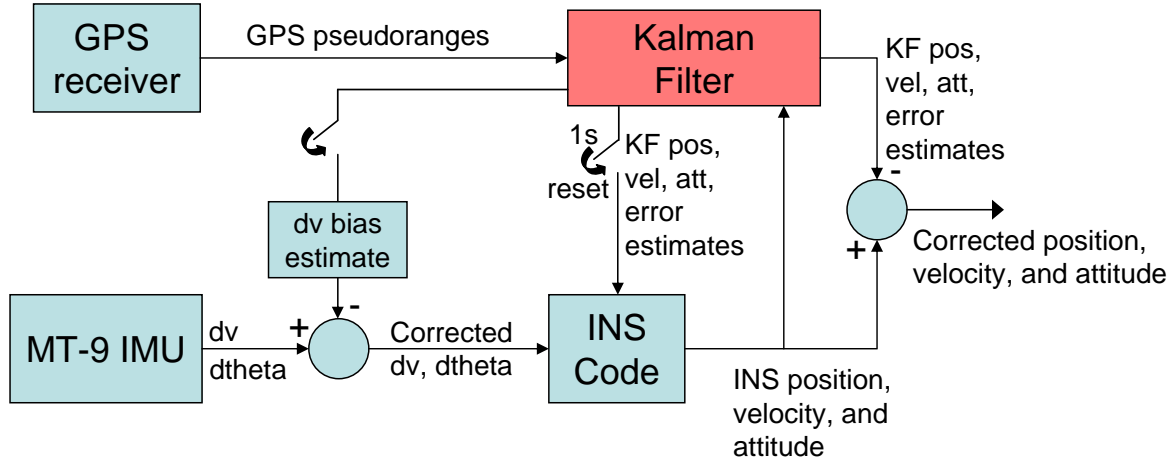 GPS
receiver
GPS pseudoranges
Kalman
Filter
KF pos,
vel, att,
error
estimates
1s
reset
KF pos,
vel, att,
error
estimates
dv bias
estimate
-
-
+
Corrected position,
velocity, and attitude
MT-9 IMU
dv
dtheta
+
-
Corrected
dv, dtheta
INS
Code
INS position,
velocity, and
attitude